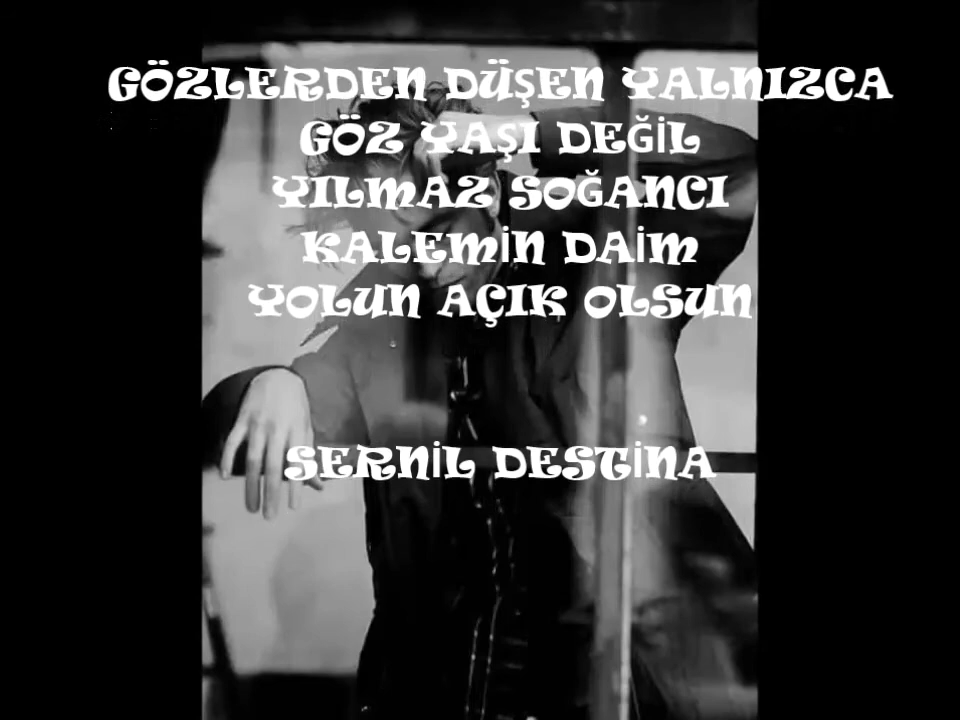 GÖZLERDEN DÜŞEN YALNIZCA
GÖZ YAŞI DEĞİL
YILMAZ SOĞANCI
KALEMİN DAİM
YOLUN AÇIK OLSUN
SERNİL DESTİNA